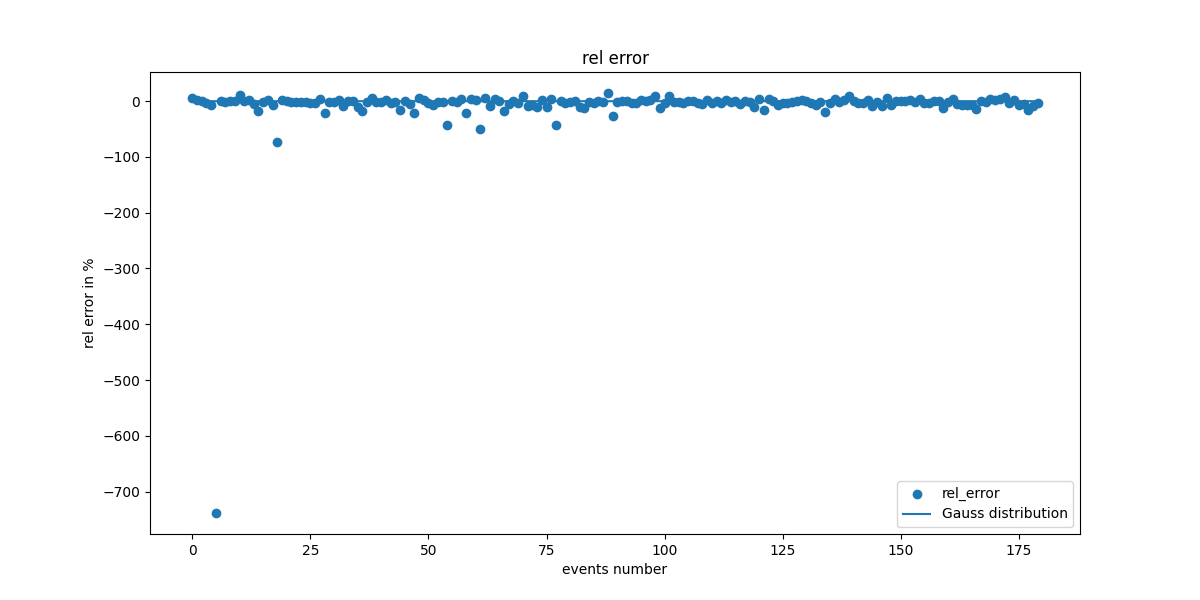 rel error
rel error in %
0
−100
−200
−300
−400
−500
−600
−700
0 25 50 75 100 125 150 175
events number
rel_error
Gauss distribution